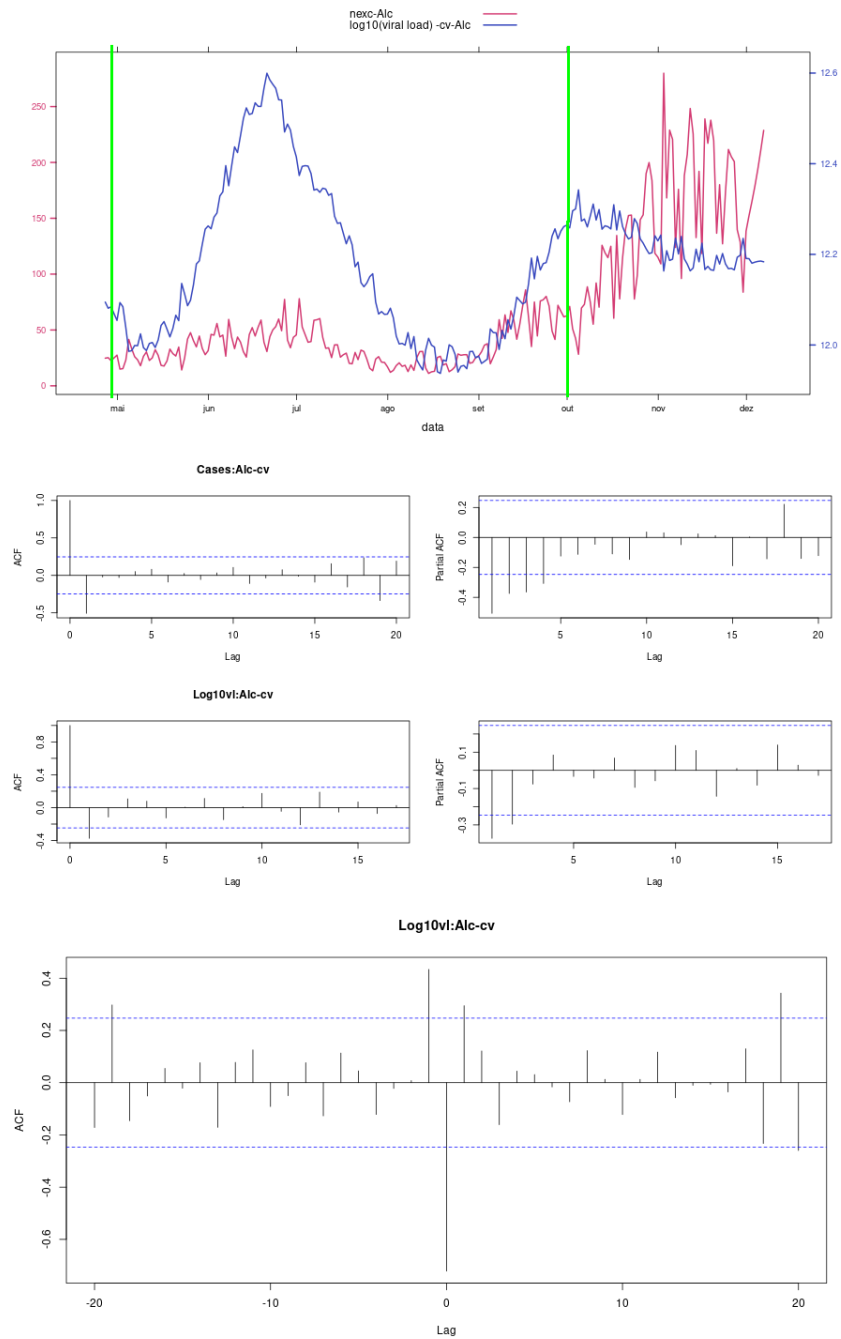 nexc-Alc
log10(viral load) -cv-Alc
250
200
150
100
50
0
12.6
12.4
12.2
12.0
mai jun jul ago set out nov dez
data
Cases:Alc-cv
ACF
1.0
0.5
0.0
-0.5
0 5 10 15 20
Lag
Partial ACF
0.2
0.0
-0.2
-0.4
5 10 15 20
Lag
Log10vl:Alc-cv
ACF
0.8
0.4
0.0
-0.4
0 5 10 15
Lag
Partial ACF
0.1
-0.1
-0.3
5 10 15
Lag
Log10vl:Alc-cv
ACF
0.4
0.2
0.0
-0.2
-0.4
-0.6
-20 -10 0 10 20
Lag